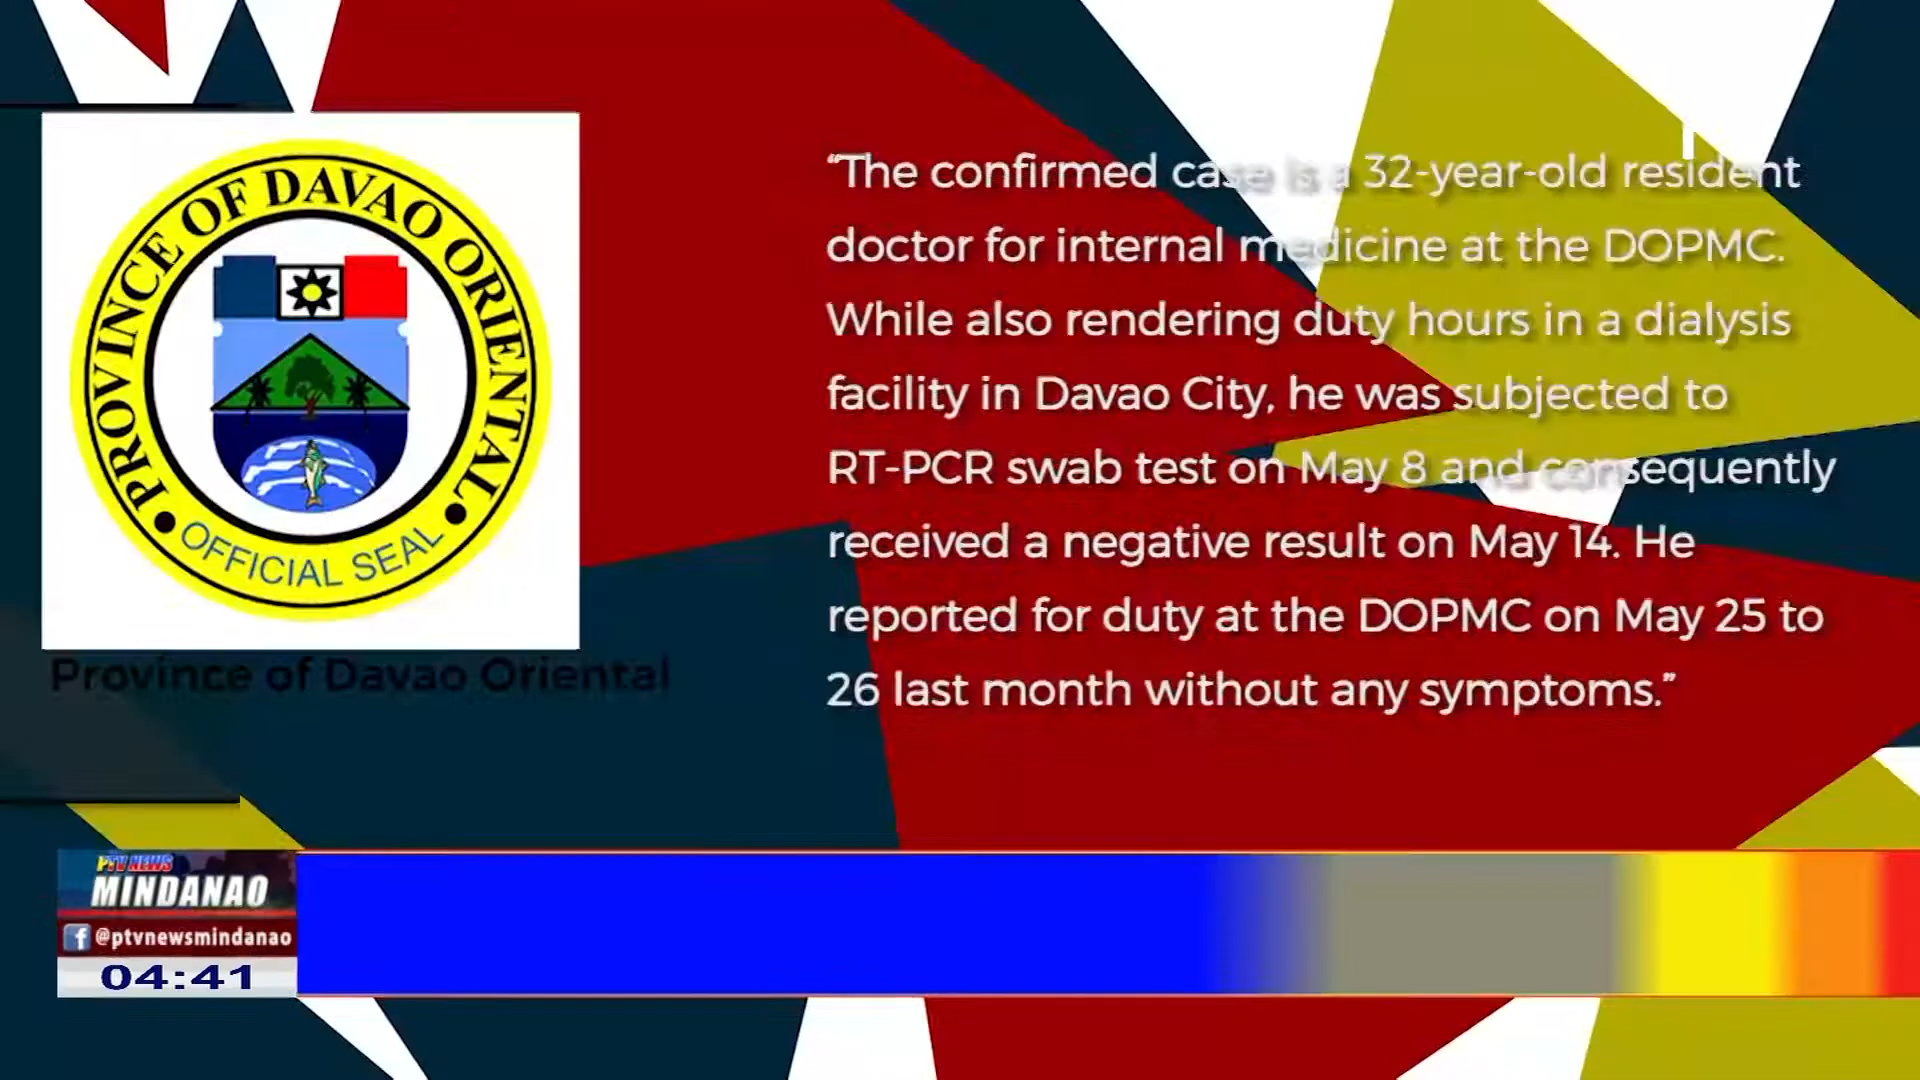 PROVINCE OF DAVAO ORIENTAL
OFFICIAL SEAL
Province of Davao Oriental
“The confirmed case is a 32-year-old resident
doctor for internal medicine at the DOPMC.
While also rendering duty hours in a dialysis
facility in Davao City, he was subjected to
RT-PCR swab test on May 8 and consequently
received a negative result on May 14. He
reported for duty at the DOPMC on May 25 to
26 last month without any symptoms.”
PTV NEWS
MINDANAO
@ptvnewsmindanao
04:41